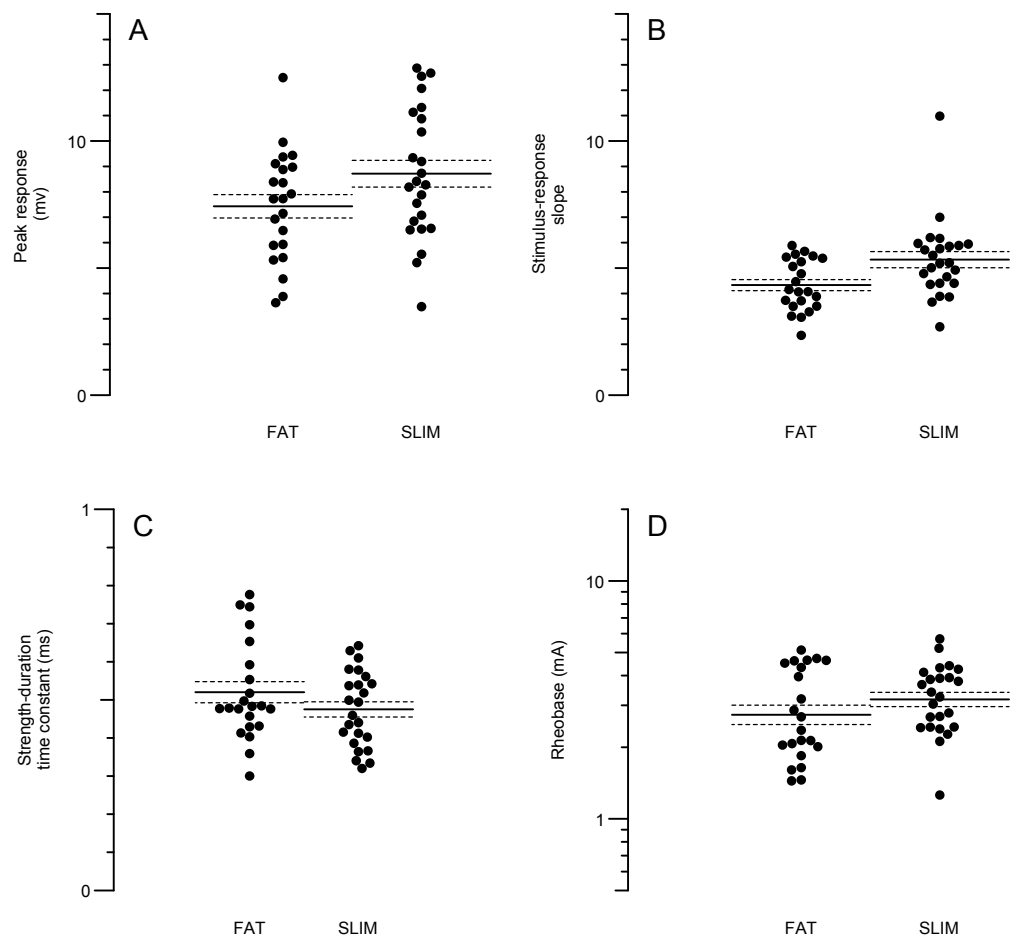 A
Peak response
(mv)
10
0
FAT
SLIM
B
Stimulus-response
slope
10
0
FAT
SLIM
C
Strength-duration
time constant (ms)
1
0
FAT
SLIM
D
Rheobase (mA)
10
1
FAT
SLIM